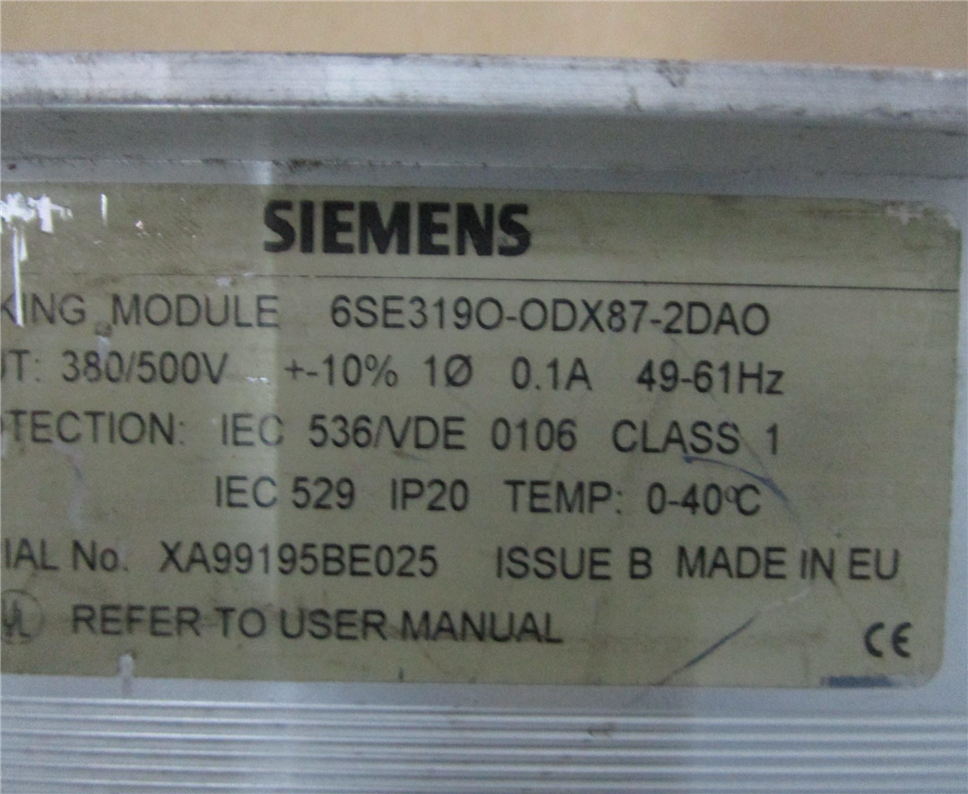 SIEMENS
KING MODULE 6SE319O-ODX87-2DAO
UT: 380/500V +-10% 1Ø 0.1A 49-61Hz
OTECTION: IEC 536/VDE 0106 CLASS 1
IEC 529 IP20 TEMP: 0-40°C
IAL No. XA99195BE025 ISSUE B MADE IN EU
UL REFER TO USER MANUAL CE